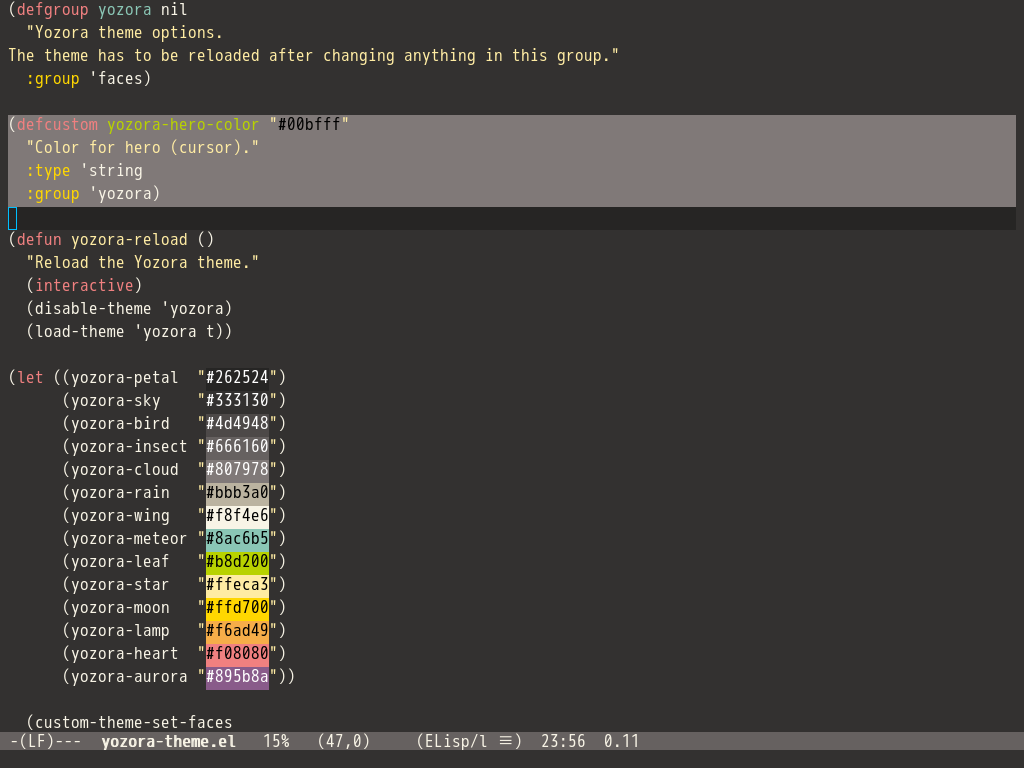 (defgroup yozora nil
  "Yozora theme options.
The theme has to be reloaded after changing anything in this group."
  :group 'faces)

(defcustom yozora-hero-color "#00bfff"
  "Color for hero (cursor)."
  :type 'string
  :group 'yozora)

(defun yozora-reload ()
  "Reload the Yozora theme."
  (interactive)
  (disable-theme 'yozora)
  (load-theme 'yozora t))

(let ((yozora-petal  "#262524")
      (yozora-sky    "#333130")
      (yozora-bird   "#4d4948")
      (yozora-insect "#666160")
      (yozora-cloud  "#807978")
      (yozora-rain   "#bbb3a0")
      (yozora-wing   "#f8f4e6")
      (yozora-meteor "#8ac6b5")
      (yozora-leaf   "#b8d200")
      (yozora-star   "#ffeca3")
      (yozora-moon   "#ffd700")
      (yozora-lamp   "#f6ad49")
      (yozora-heart  "#f08080")
      (yozora-aurora "#895b8a"))

  (custom-theme-set-faces
-(LF)---  yozora-theme.el   15%   (47,0)     (ELisp/l ☰)  23:56  0.11